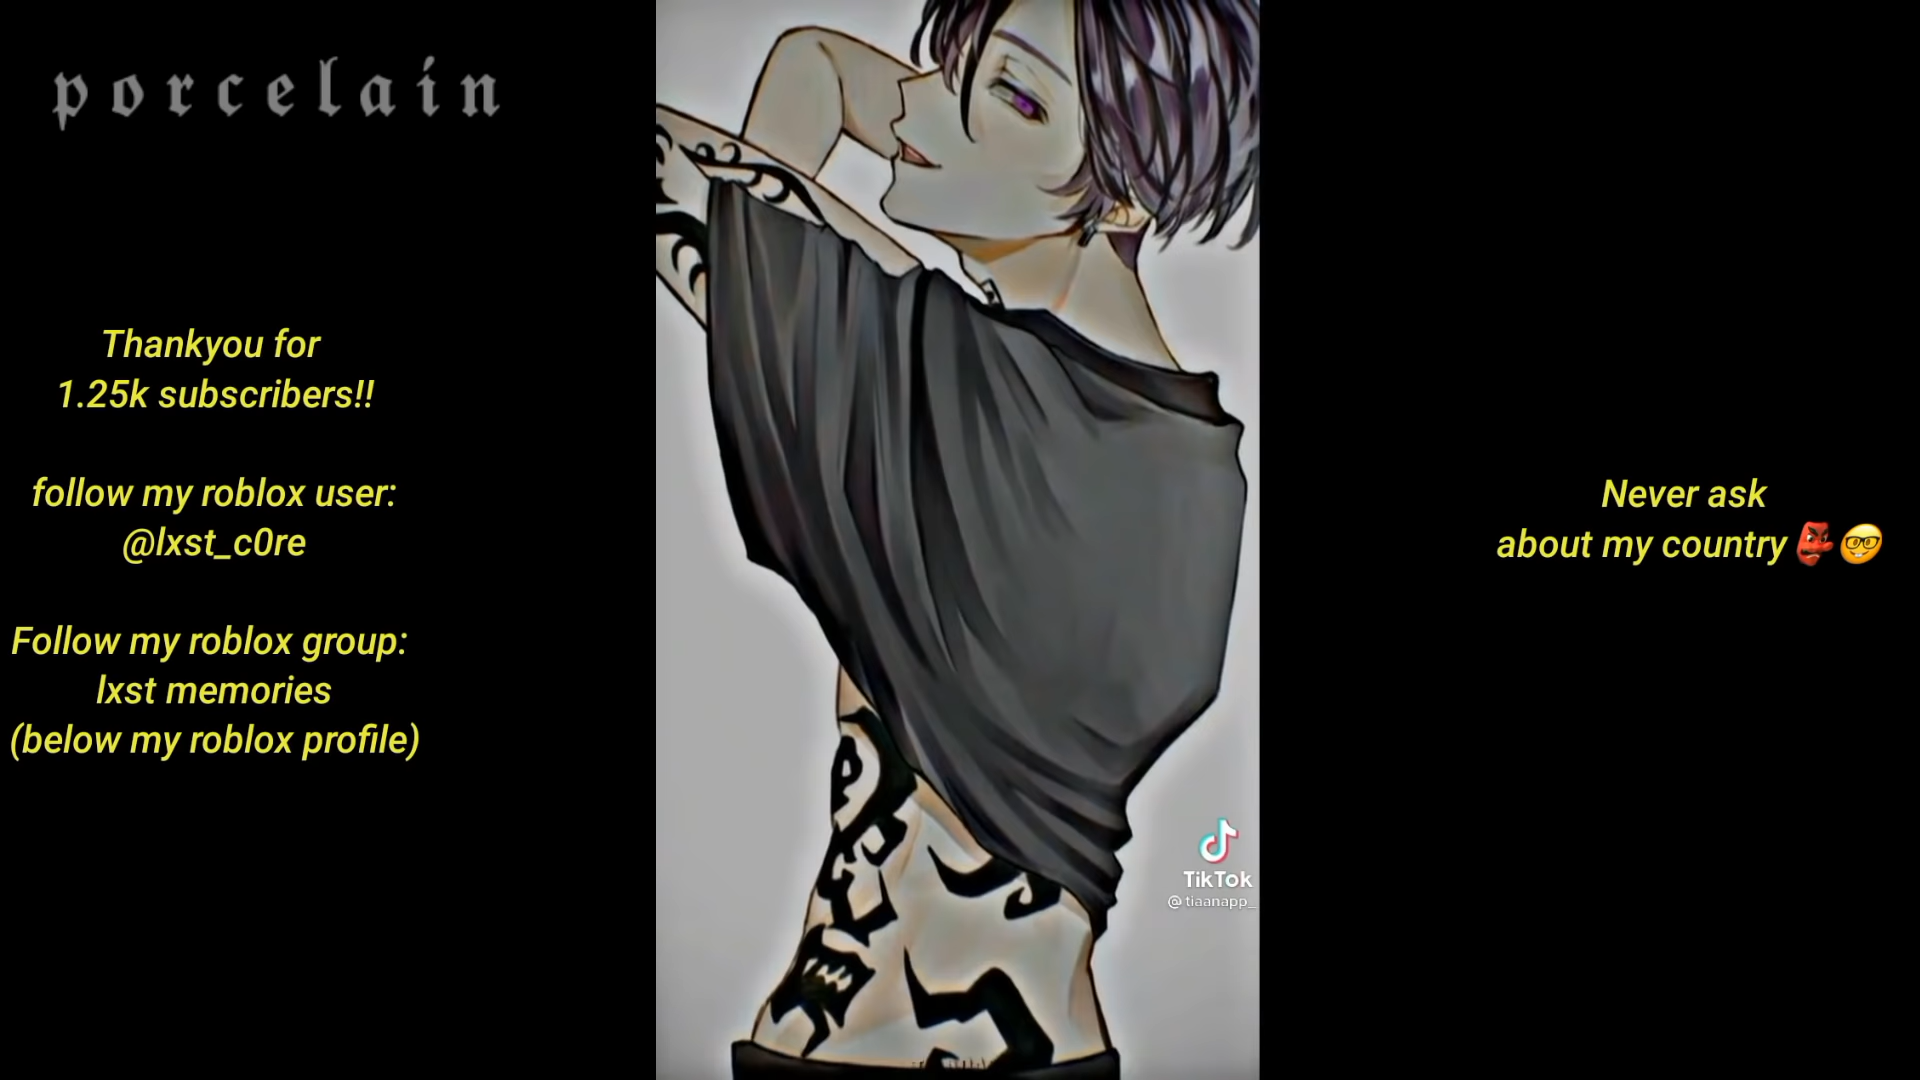 porcelain
Thankyou for
1.25k subscribers!!
follow my roblox user:
@lxst_c0re
Follow my roblox group:
lxst memories
(below my roblox profile)
Never ask
about my country 👺🤓
TikTok
@tiaanapp_